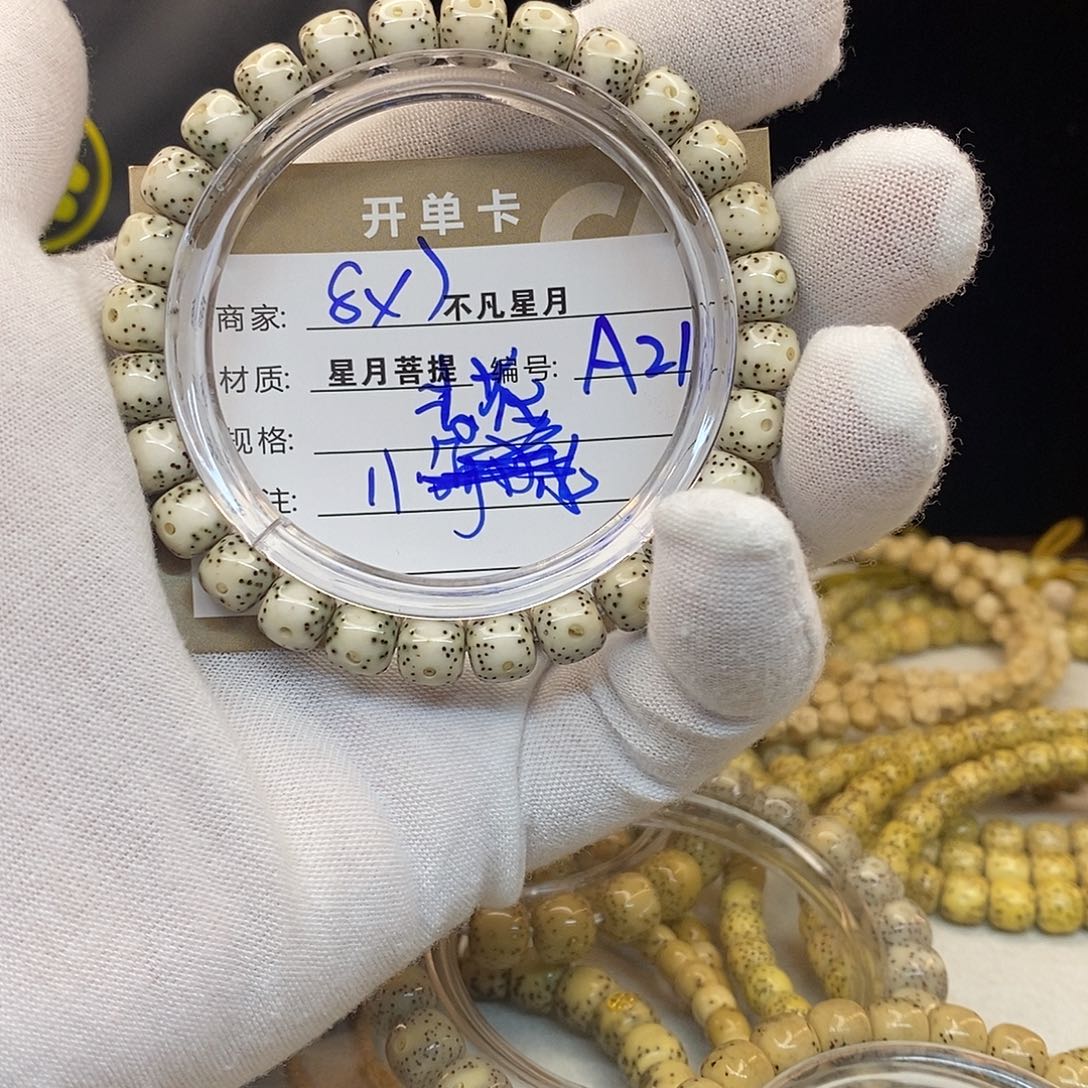 开单卡
商家: 8X) 不凡星月
材质: 星月菩提 编号: A21
规格:
注: 11